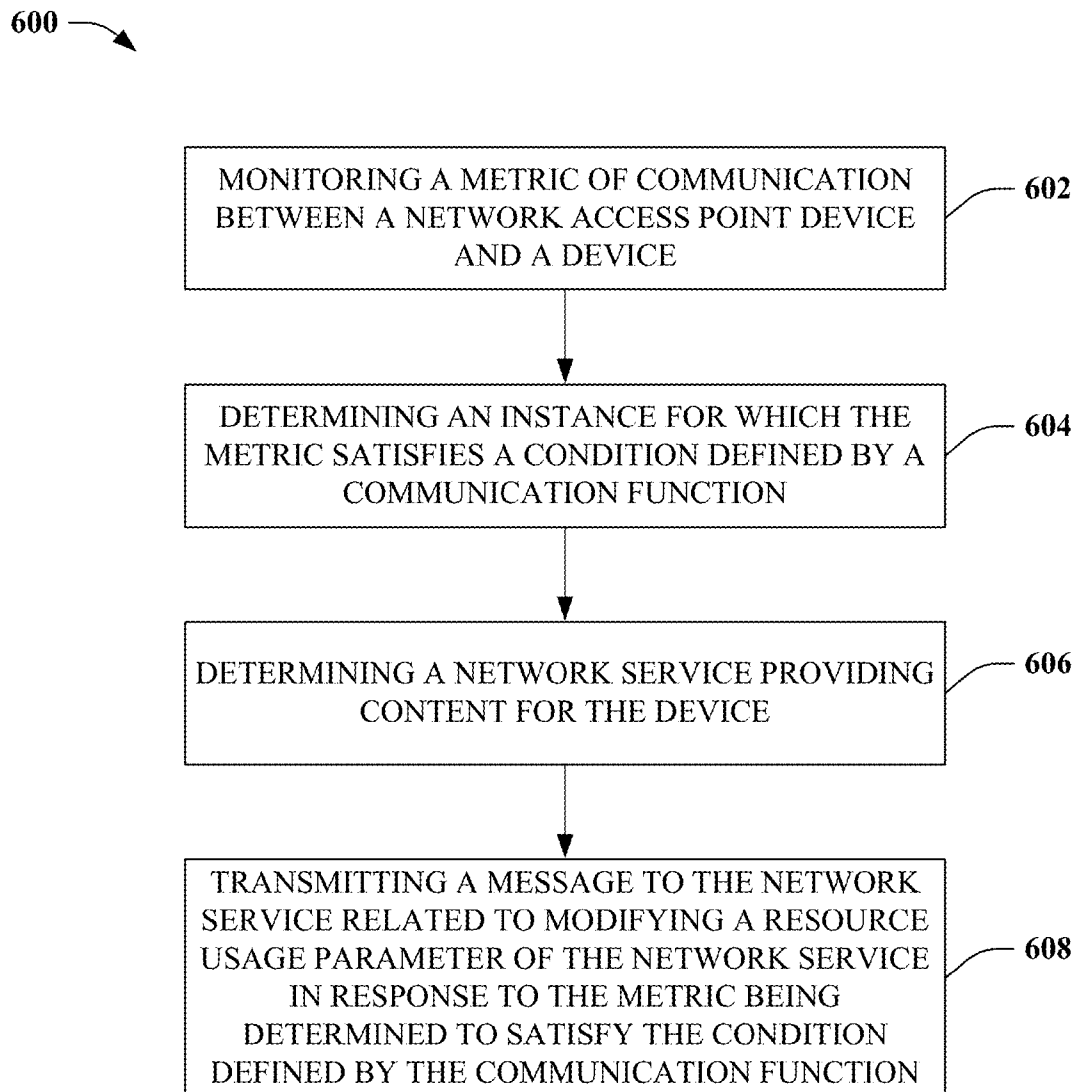 600
MONITORING A METRIC OF COMMUNICATION
BETWEEN A NETWORK ACCESS POINT DEVICE
AND A DEVICE
602
DETERMINING AN INSTANCE FOR WHICH THE
METRIC SATISFIES A CONDITION DEFINED BY A
COMMUNICATION FUNCTION
604
DETERMINING A NETWORK SERVICE PROVIDING
CONTENT FOR THE DEVICE
606
TRANSMITTING A MESSAGE TO THE NETWORK
SERVICE RELATED TO MODIFYING A RESOURCE
USAGE PARAMETER OF THE NETWORK SERVICE
IN RESPONSE TO THE METRIC BEING
DETERMINED TO SATISFY THE CONDITION
DEFINED BY THE COMMUNICATION FUNCTION
608